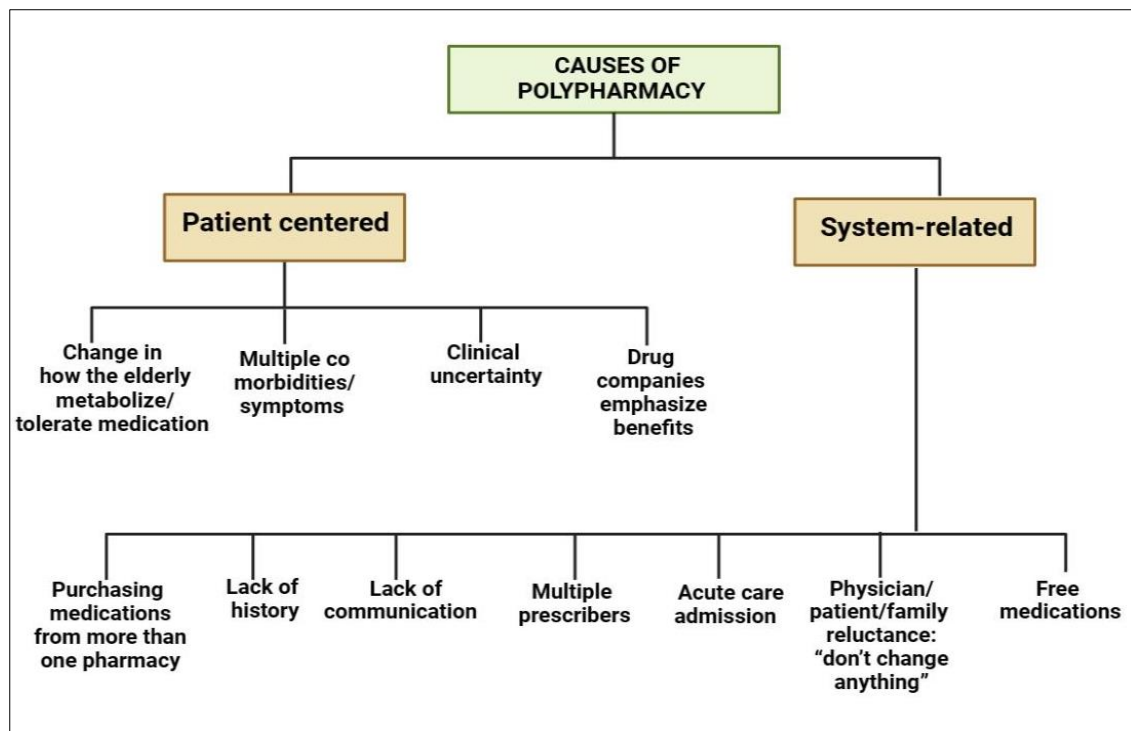 CAUSES OF
POLYPHARMACY
Patient centered
System-related
Change in
how the elderly
metabolize/
tolerate medication
Multiple co
morbidities/
symptoms
Clinical
uncertainty
Drug
companies
emphasize
benefits
Purchasing
medications
from more than
one pharmacy
Lack of
history
Lack of
communication
Multiple
prescribers
Acute care
admission
Physician/
patient/family
reluctance:
“don’t change
anything”
Free
medications